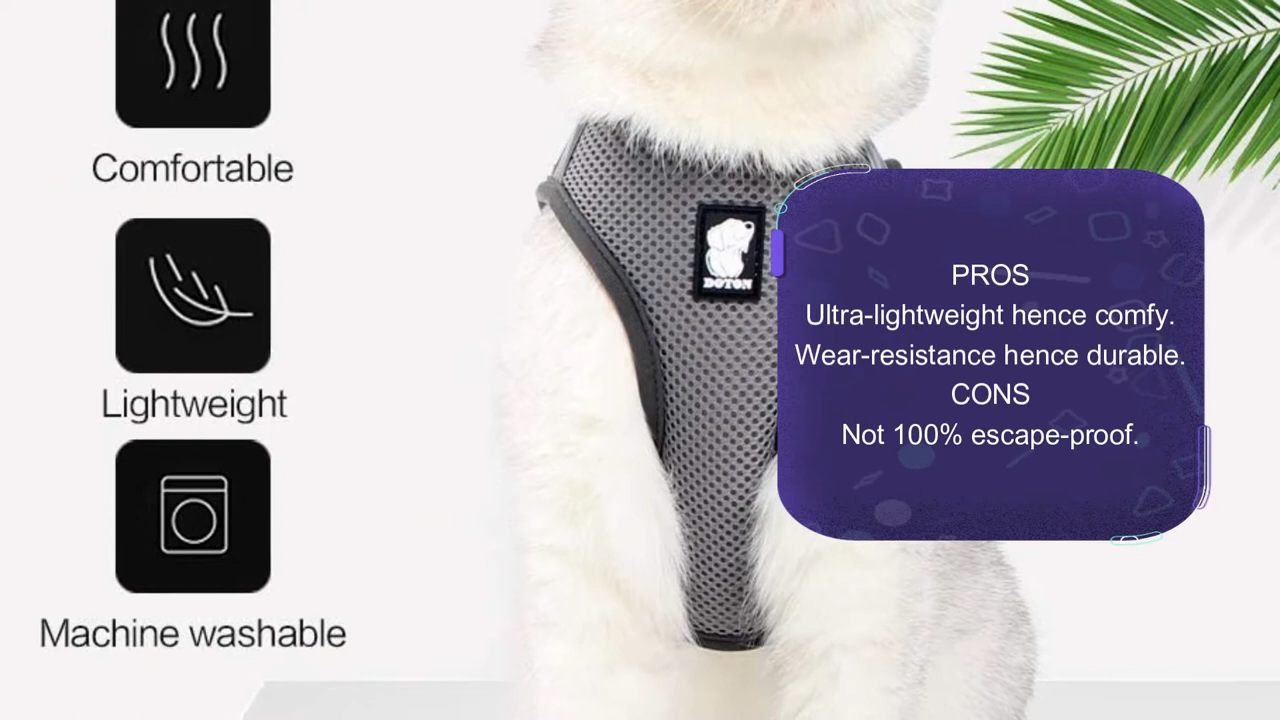 Comfortable
Lightweight
Machine washable
DOTON
PROS
Ultra-lightweight hence comfy.
Wear-resistance hence durable.
CONS
Not 100% escape-proof.